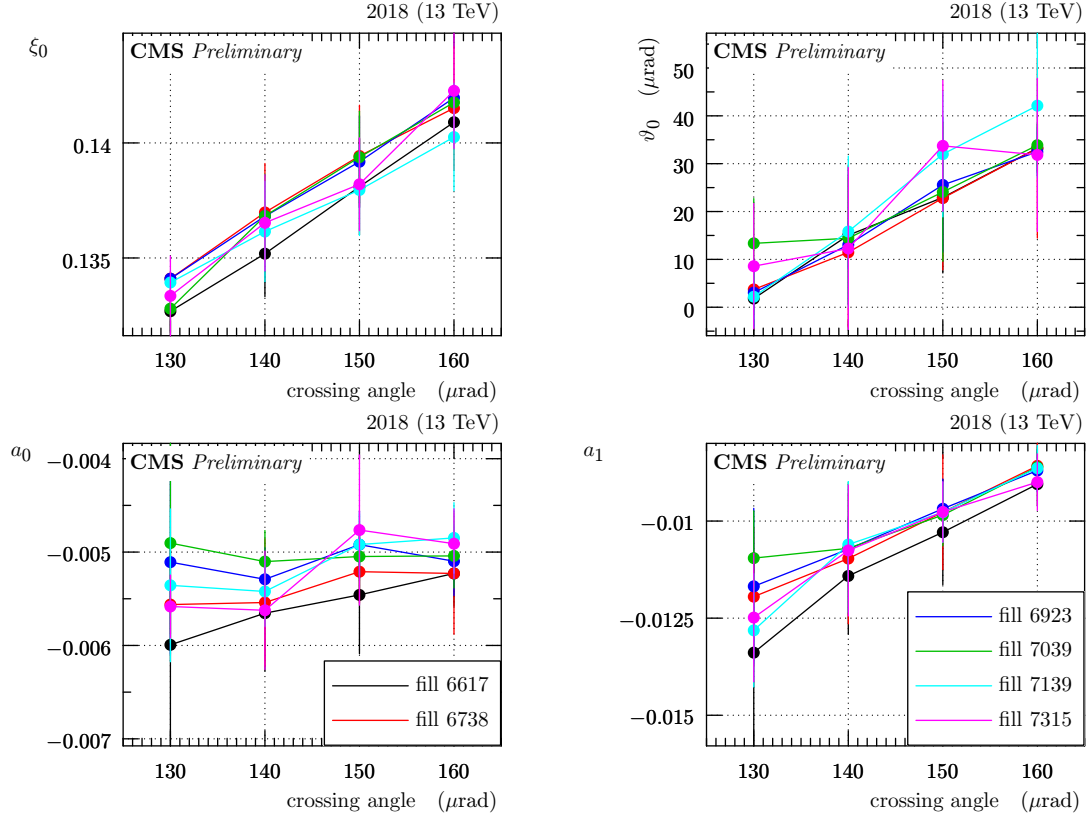 2018 (13 TeV)
ξ0
CMS Preliminary
0.14
0.135
130 140 150 160
crossing angle (μrad)
2018 (13 TeV)
ϑ0 (μrad)
CMS Preliminary
50
40
30
20
10
0
130 140 150 160
crossing angle (μrad)
2018 (13 TeV)
a0
CMS Preliminary
−0.004
−0.005
−0.006
−0.007
fill 6617
fill 6738
130 140 150 160
crossing angle (μrad)
2018 (13 TeV)
a1
CMS Preliminary
−0.01
−0.0125
−0.015
fill 6923
fill 7039
fill 7139
fill 7315
130 140 150 160
crossing angle (μrad)